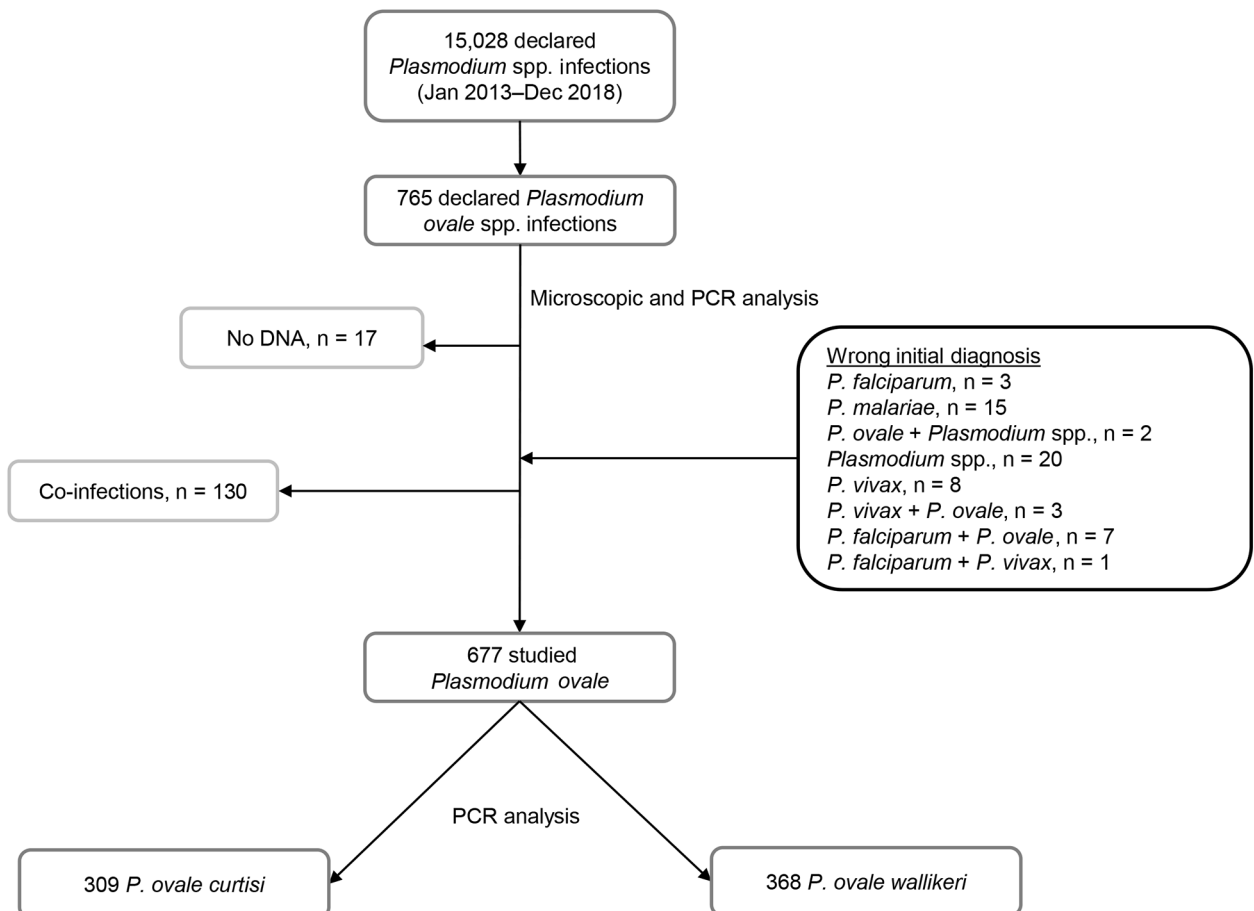 15,028 declared
Plasmodium spp. infections
(Jan 2013–Dec 2018)
765 declared Plasmodium
ovale spp. infections
Microscopic and PCR analysis
No DNA, n = 17
Wrong initial diagnosis
P. falciparum, n = 3
P. malariae, n = 15
P. ovale + Plasmodium spp., n = 2
Plasmodium spp., n = 20
P. vivax, n = 8
P. vivax + P. ovale, n = 3
P. falciparum + P. ovale, n = 7
P. falciparum + P. vivax, n = 1
Co-infections, n = 130
677 studied
Plasmodium ovale
PCR analysis
309 P. ovale curtisi
368 P. ovale wallikeri